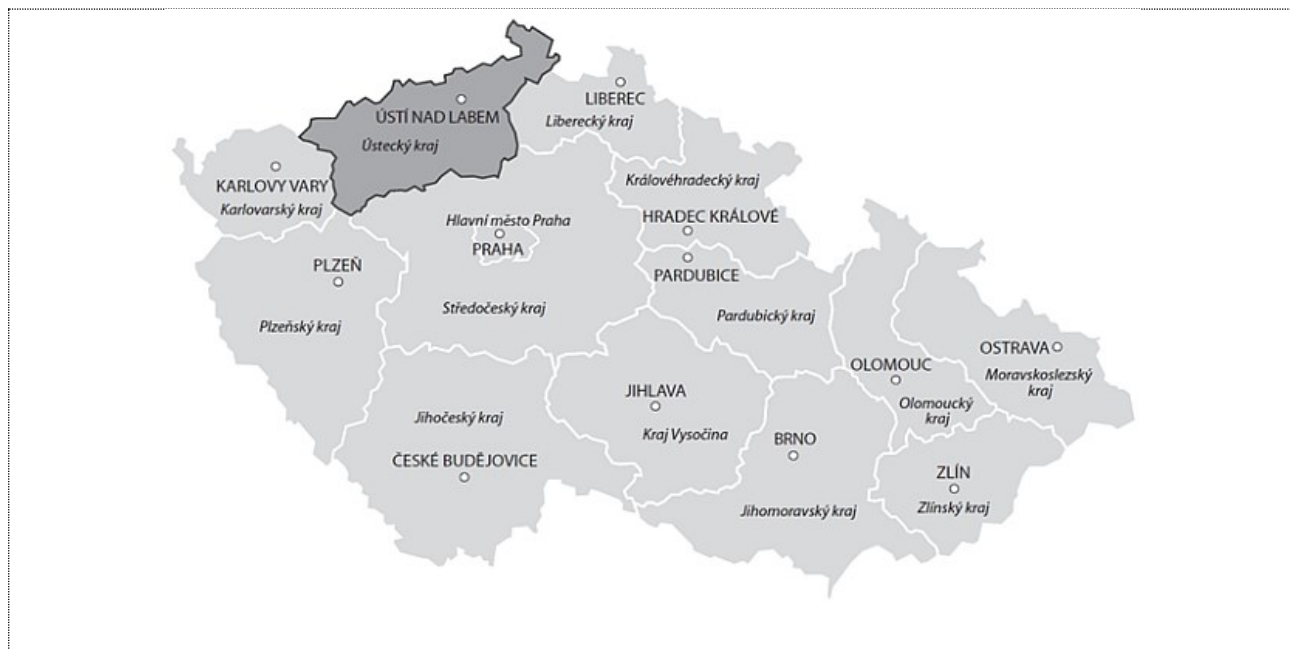 LIBEREC
Liberecký kraj
ÚSTÍ NAD LABEM
Ústecký kraj
KARLOVY VARY
Karlovarský kraj
Královéhradecký kraj
HRADEC KRÁLOVÉ
Hlavní město Praha
PRAHA
PARDUBICE
Pardubický kraj
PLZEŇ
Plzeňský kraj
Středočeský kraj
OSTRAVA
Moravskoslezský
kraj
OLOMOUC
Olomoucký
kraj
JIHLAVA
Kraj Vysočina
Jihočeský kraj
ČESKÉ BUDĚJOVICE
BRNO
Jihomoravský kraj
ZLÍN
Zlínský kraj